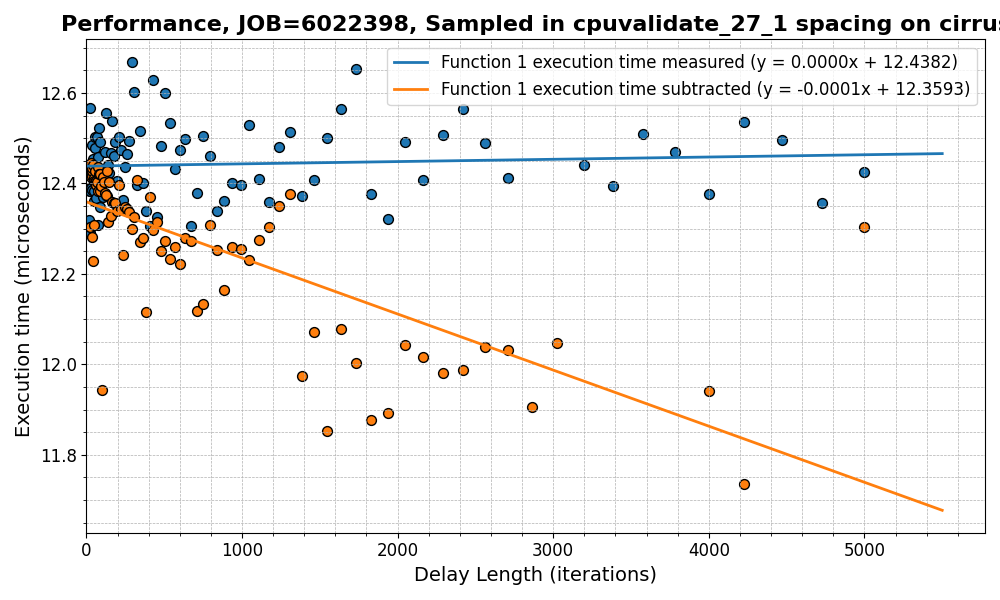 Performance, JOB=6022398, Sampled in cpuvalidate_27_1 spacing on cirrus
Function 1 execution time measured (y = 0.0000x + 12.4382)
Function 1 execution time subtracted (y = -0.0001x + 12.3593)
Execution time (microseconds)
12.6
12.4
12.2
12.0
11.8
0 1000 2000 3000 4000 5000
Delay Length (iterations)